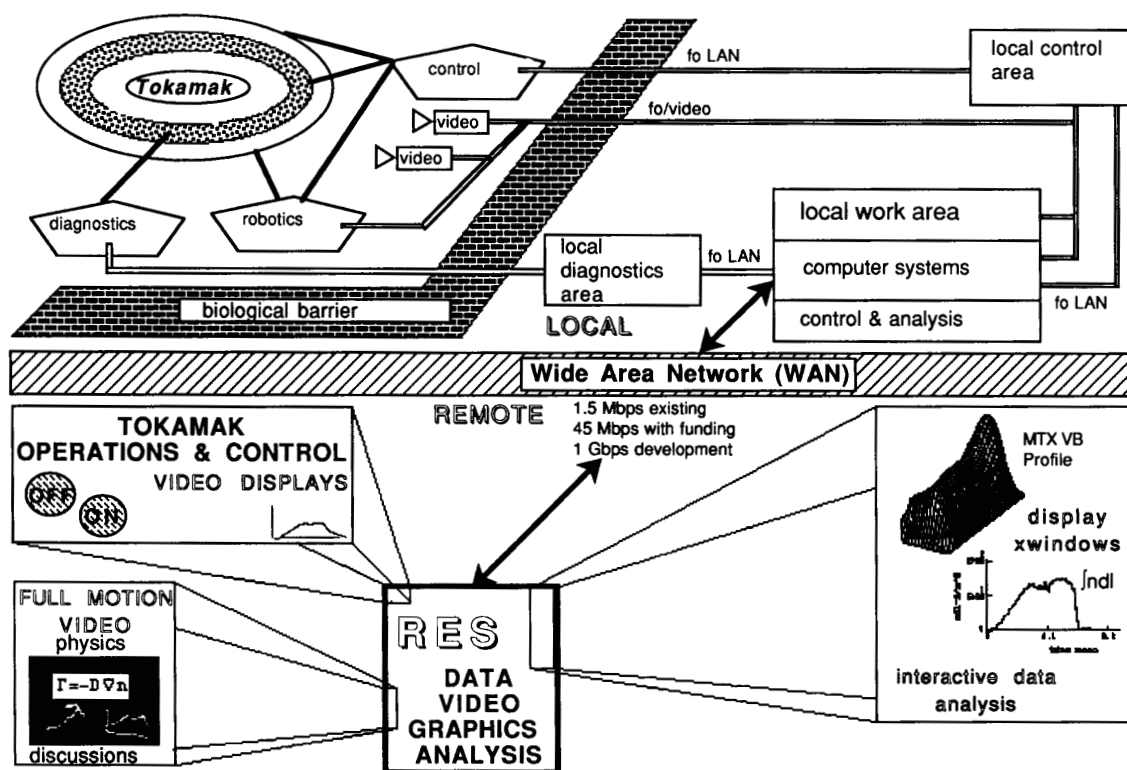 Tokamak
control
fo LAN
local control
area
video
fo/video
video
diagnostics
robotics
local work area
local
diagnostics
area
fo LAN
computer systems
fo LAN
biological barrier
LOCAL
control & analysis
Wide Area Network (WAN)
REMOTE
1.5 Mbps existing
45 Mbps with funding
1 Gbps development
TOKAMAK
OPERATIONS & CONTROL
VIDEO DISPLAYS
OFF
ON
MTX VB
Profile
display
xwindows
∫ndl
interactive data
analysis
FULL MOTION
VIDEO
physics
Γ=-D∇n
discussions
RES
DATA
VIDEO
GRAPHICS
ANALYSIS